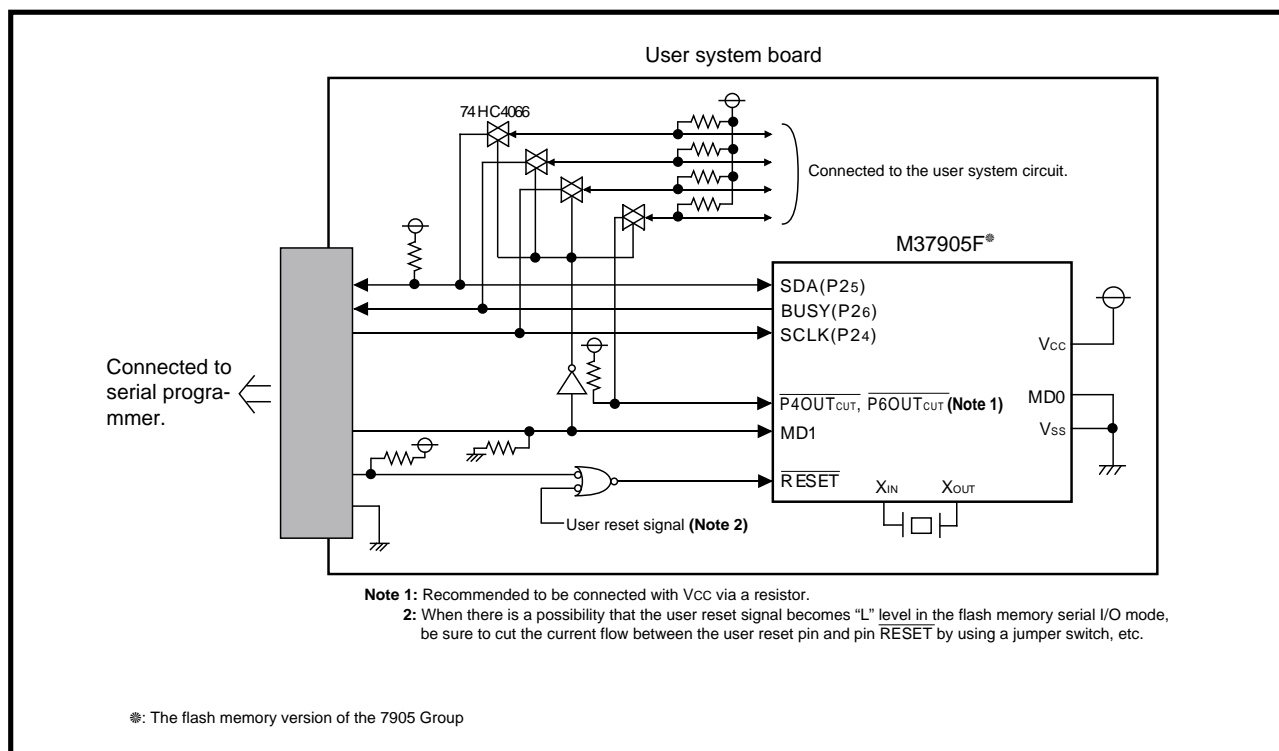 User system board
74HC4066
Connected to the user system circuit.
M37905F❋
SDA(P25)
BUSY(P26)
SCLK(P24)
VCC
Connected to
serial progra-
mmer.
P4OUTCUT, P6OUTCUT (Note 1)
MD0
MD1
VSS
RESET
XIN XOUT
User reset signal (Note 2)
Note 1: Recommended to be connected with VCC via a resistor.
2: When there is a possibility that the user reset signal becomes “L” level in the flash memory serial I/O mode,
be sure to cut the current flow between the user reset pin and pin RESET by using a jumper switch, etc.
❋: The flash memory version of the 7905 Group